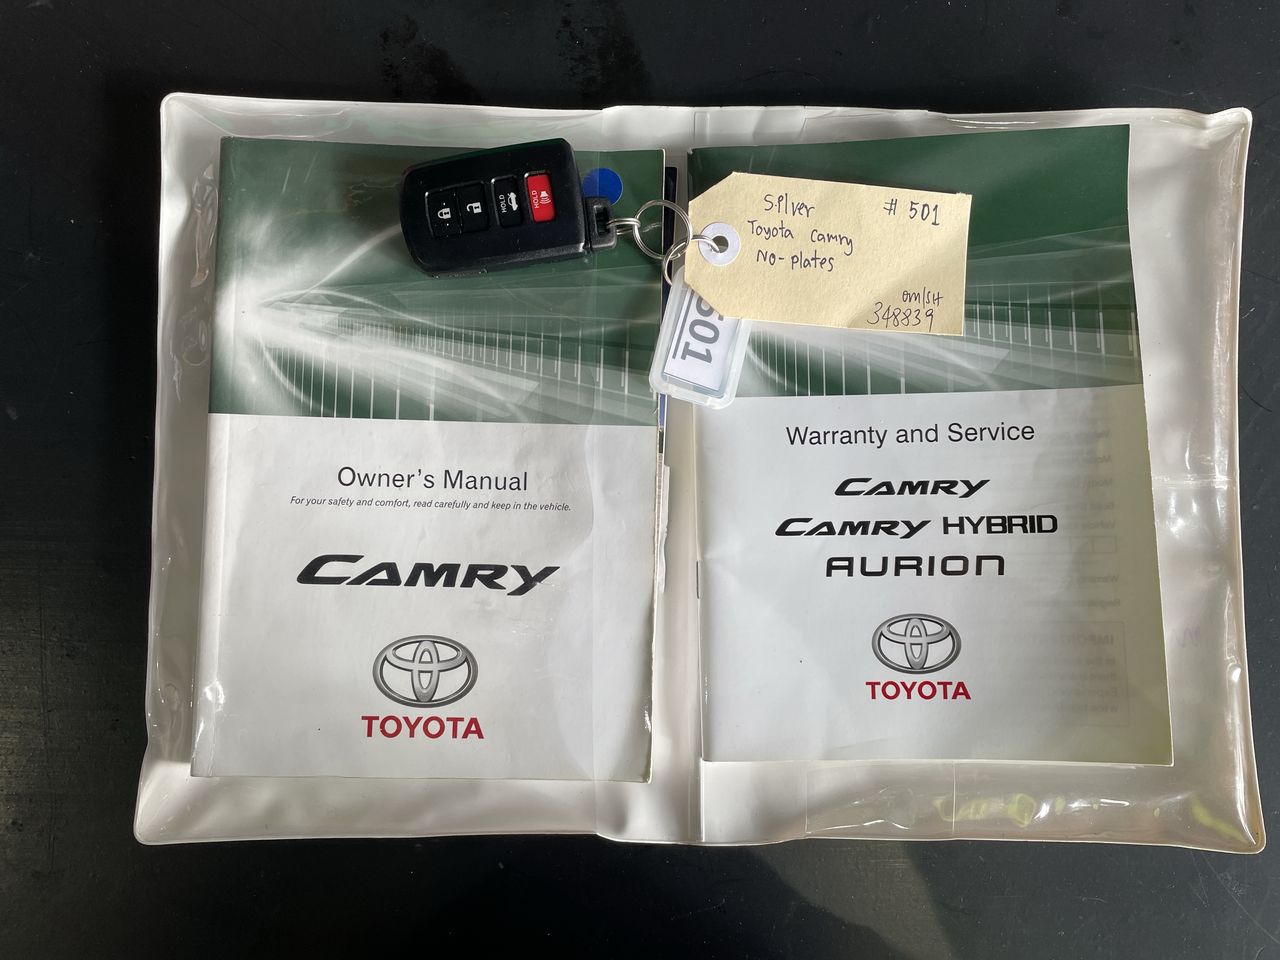 HOLD
HOLD
Silver # 501
Toyota Camry
No-plates
OM/SH
348839
501
Owner's Manual
For your safety and comfort, read carefully and keep in the vehicle.
CAMRY
TOYOTA
Warranty and Service
CAMRY
CAMRY HYBRID
AURION
TOYOTA